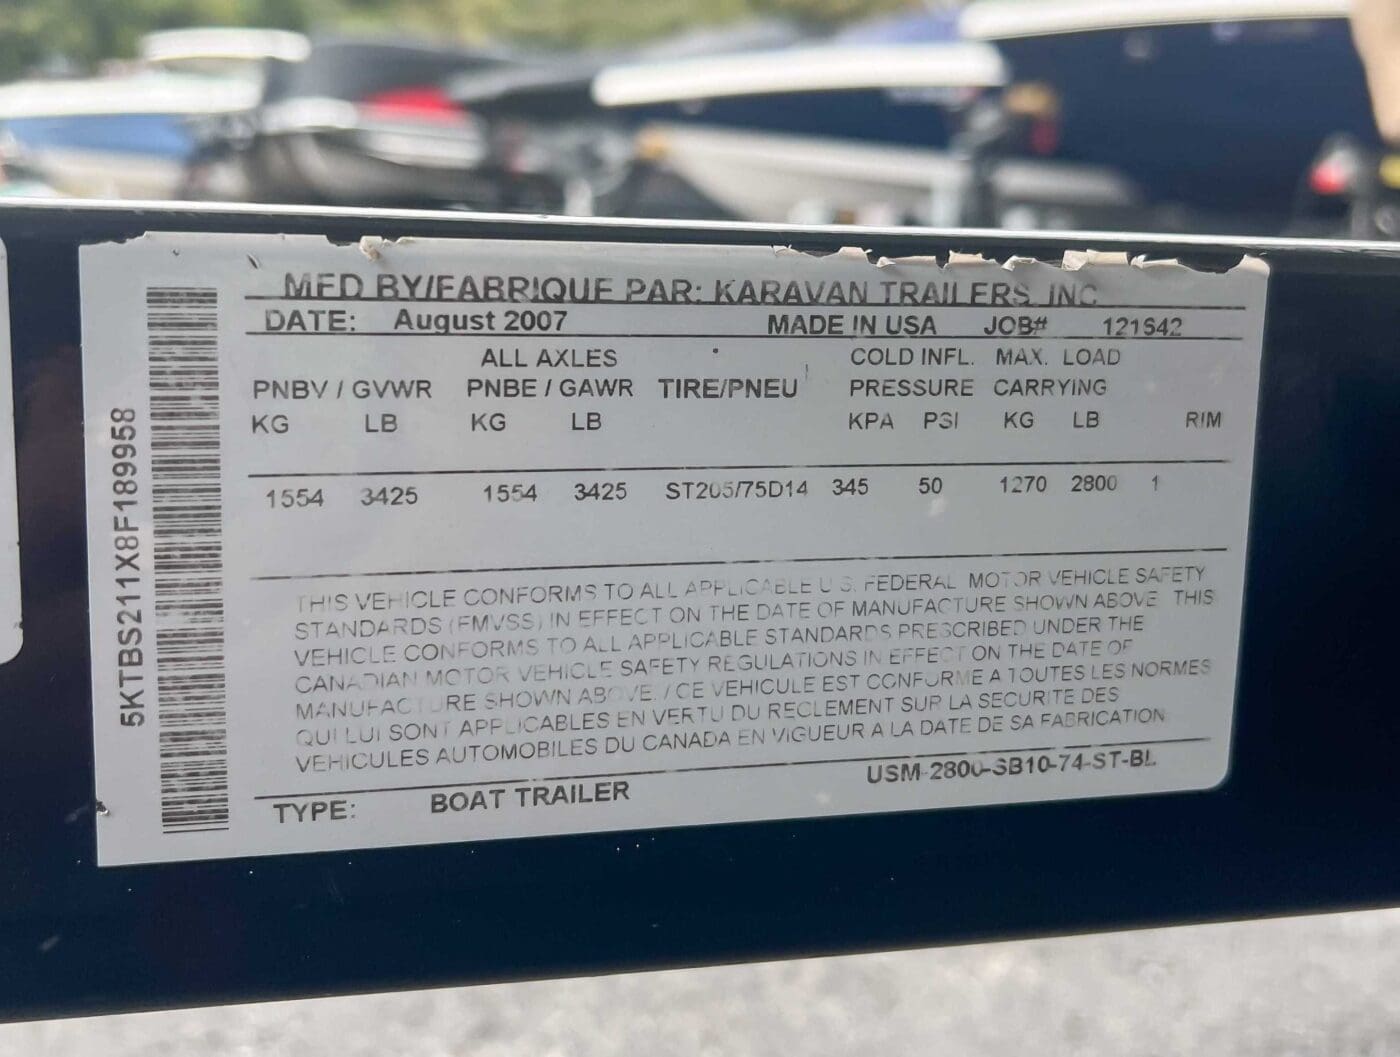 MFD BY/FABRIQUE PAR: KARAVAN TRAILERS, INC
DATE: August 2007 MADE IN USA JOB# 121642
ALL AXLES COLD INFL. MAX. LOAD
PNBV / GVWR PNBE / GAWR TIRE/PNEU PRESSURE CARRYING
KG LB KG LB KPA PSI KG LB RIM
1554 3425 1554 3425 ST205/75D14 345 50 1270 2800 1
THIS VEHICLE CONFORMS TO ALL APPLICABLE U.S. FEDERAL MOTOR VEHICLE SAFETY
STANDARDS (FMVSS) IN EFFECT ON THE DATE OF MANUFACTURE SHOWN ABOVE THIS
VEHICLE CONFORMS TO ALL APPLICABLE STANDARDS PRESCRIBED UNDER THE
CANADIAN MOTOR VEHICLE SAFETY REGULATIONS IN EFFECT ON THE DATE OF
MANUFACTURE SHOWN ABOVE. / CE VEHICULE EST CONFORME A TOUTES LES NORMES
QUI LUI SONT APPLICABLES EN VERTU DU RECLEMENT SUR LA SECURITE DES
VEHICULES AUTOMOBILES DU CANADA EN VIGUEUR A LA DATE DE SA FABRICATION
TYPE: BOAT TRAILER USM-2800-SB10-74-ST-BL
5KTBS211X8F189958